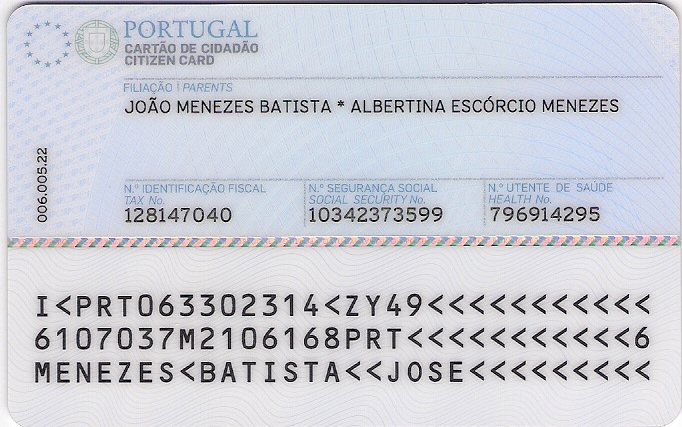 PORTUGAL
CARTÃO DE CIDADÃO
CITIZEN CARD
FILIAÇÃO | PARENTS
JOÃO MENEZES BATISTA * ALBERTINA ESCÓRCIO MENEZES
006.005.22
N.º IDENTIFICAÇÃO FISCAL
TAX No.
128147040
N.º SEGURANÇA SOCIAL
SOCIAL SECURITY No.
10342373599
N.º UTENTE DE SAÚDE
HEALTH No.
796914295
I<PRT063302314<ZY49<<<<<<<<<<<
6107037M2106168PRT<<<<<<<<<<<6
MENEZES<BATISTA<<JOSE<<<<<<<<<